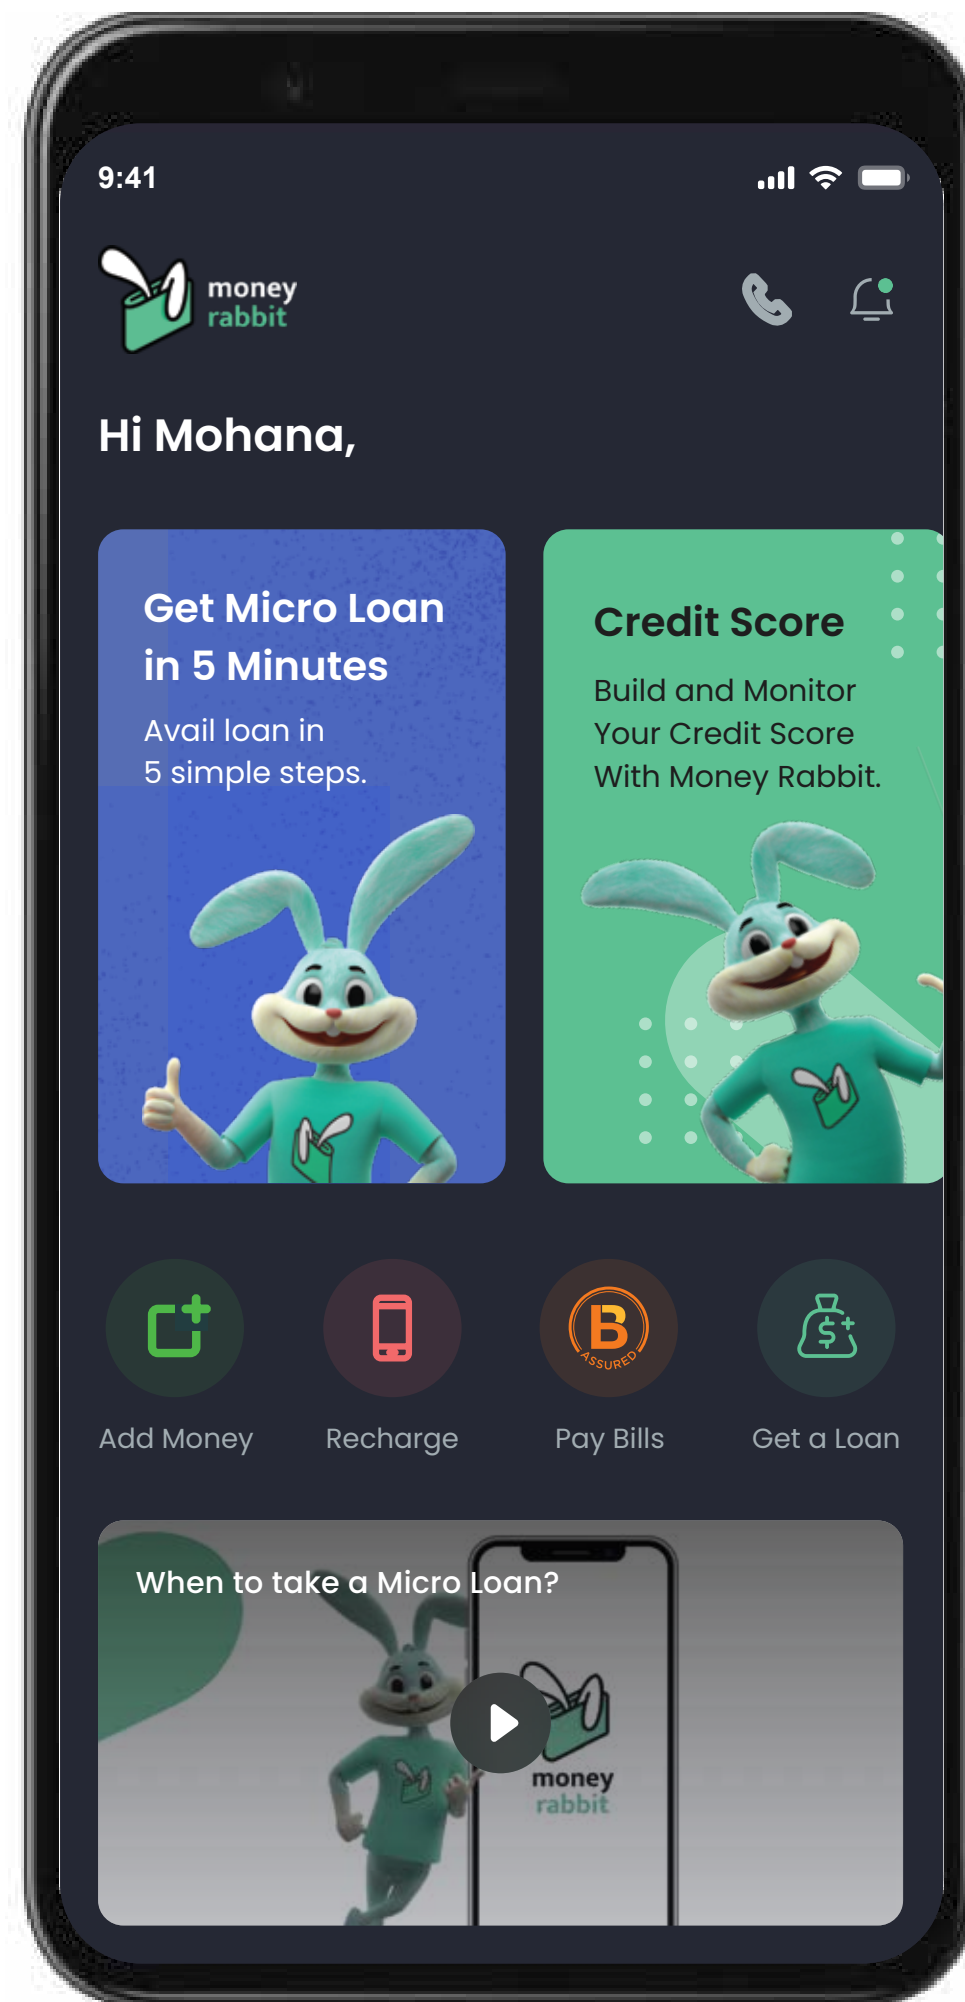 9:41
money
rabbit
Hi Mohana,
Get Micro Loan
in 5 Minutes
Avail loan in
5 simple steps.
Credit Score
Build and Monitor
Your Credit Score
With Money Rabbit.
B
ASSURED
Add Money
Recharge
Pay Bills
Get a Loan
When to take a Micro Loan?
money
rabbit